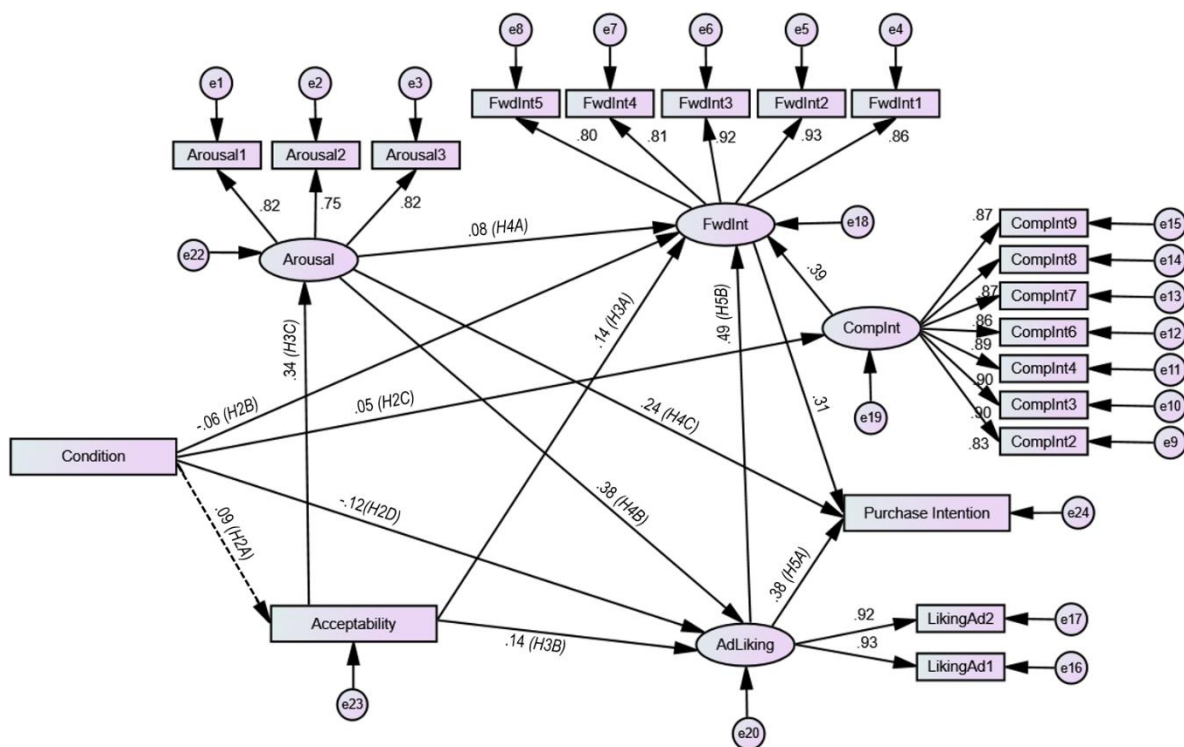 e8
e7
e6
e5
e4
e1
e2
e3
FwdInt5
FwdInt4
FwdInt3
FwdInt2
FwdInt1
.80
.81
.92
.93
.86
Arousal1
Arousal2
Arousal3
.82
.75
.82
e22
Arousal
.08 (H4A)
FwdInt
e18
.39
CompInt
e19
.87
CompInt9
e15
CompInt8
e14
.87
CompInt7
e13
.86
CompInt6
e12
.89
CompInt4
e11
.90
CompInt3
e10
.90
CompInt2
e9
.83
.34 (H3C)
-.06 (H2B)
.05 (H2C)
.14 (H3A)
.49 (H5B)
.24 (H4C)
.31
Condition
-.12(H2D)
.38 (H4B)
.09 (H2A)
Purchase Intention
e24
.38 (H5A)
Acceptability
e23
.14 (H3B)
AdLiking
e20
.92
LikingAd2
e17
.93
LikingAd1
e16